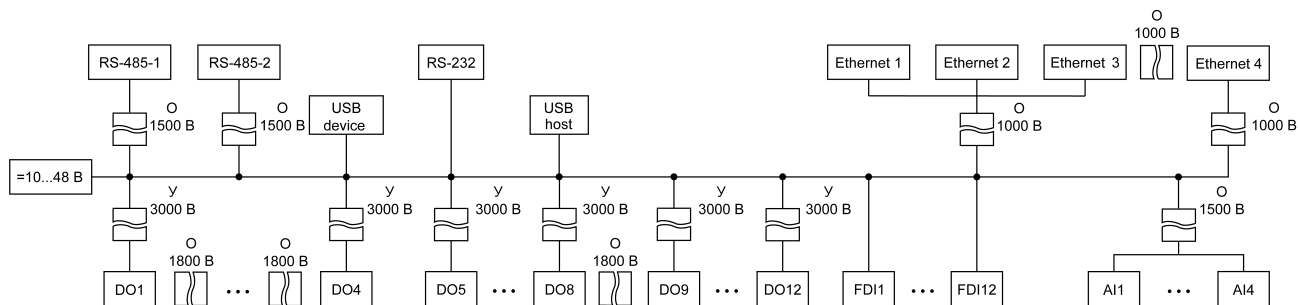 О
1000 В
RS-485-1
RS-485-2
RS-232
Ethernet 1
Ethernet 2
Ethernet 3
Ethernet 4
О
1500 В
О
1500 В
USB
device
USB
host
О
1000 В
О
1000 В
=10...48 В
У
3000 В
У
3000 В
У
3000 В
У
3000 В
У
3000 В
У
3000 В
О
1500 В
О
1800 В
О
1800 В
О
1800 В
DO1
...
DO4
DO5
...
DO8
DO9
...
DO12
FDI1
...
FDI12
AI1
...
AI4